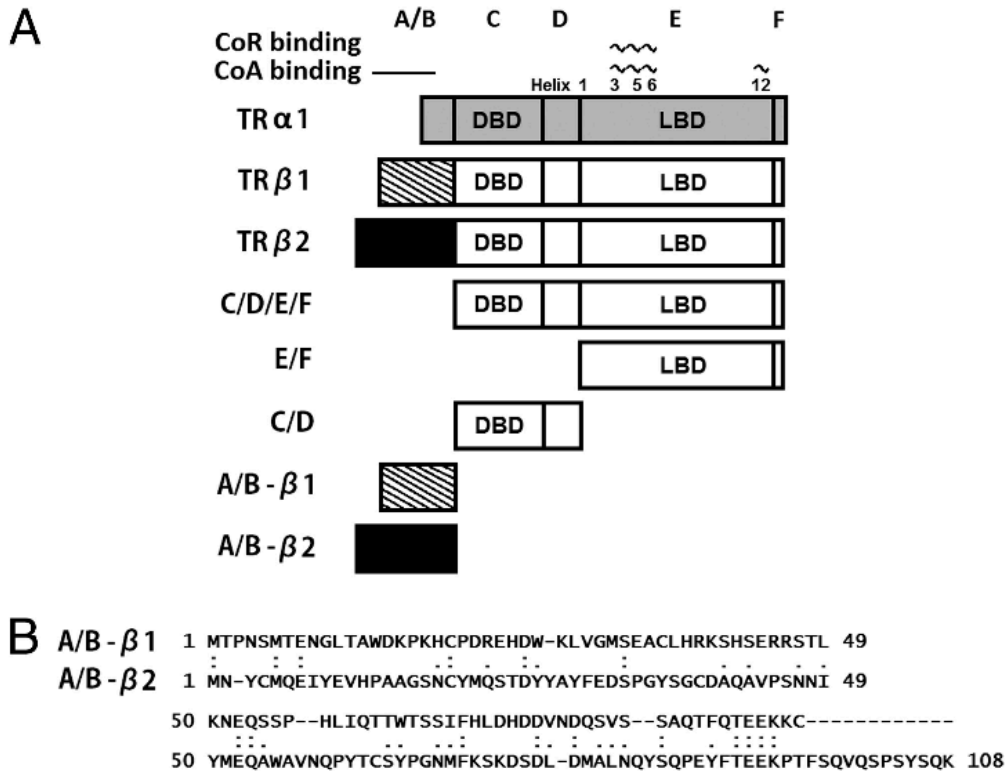 A
A/B C D E F
CoR binding
CoA binding
Helix 1 3 5 6 12
TRα1 DBD LBD
TRβ1 DBD LBD
TRβ2 DBD LBD
C/D/E/F DBD LBD
E/F LBD
C/D DBD
A/B-β1
A/B-β2
B
A/B-β1 1 MTPNSMTENGLTAWDKPKHCPDREHDW-KLVGMSEACLHRKSHSERRSTL 49
: : : .: . :. : . . . .
A/B-β2 1 MN-YCMQEIYEVHPAAGSNCYMQSTDYYAYFEDSPGYSGCDAQAVPSNNI 49
50 KNEQSSP--HLIQTTWTSSIFHLDHDDVNDQSVS--SAQTFQTEEKKC------------
::. .. .. : :. : ... : . ::::
50 YMEQAWAVNQPYTCSYPGNMFKSKDSDL-DMALNQYSQPEYFTEEKPTFSQVQSPSYSQK 108